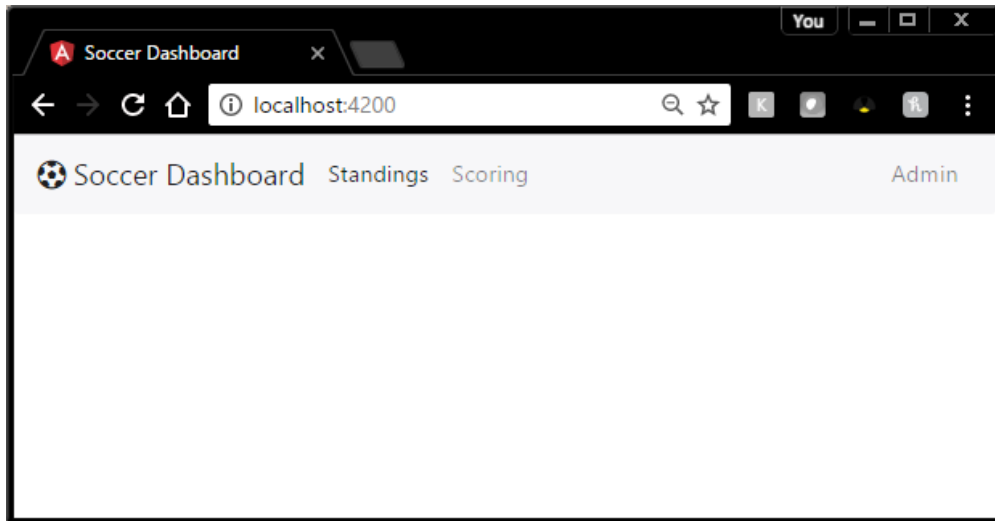 You
Soccer Dashboard
localhost:4200
K
Soccer Dashboard Standings Scoring Admin